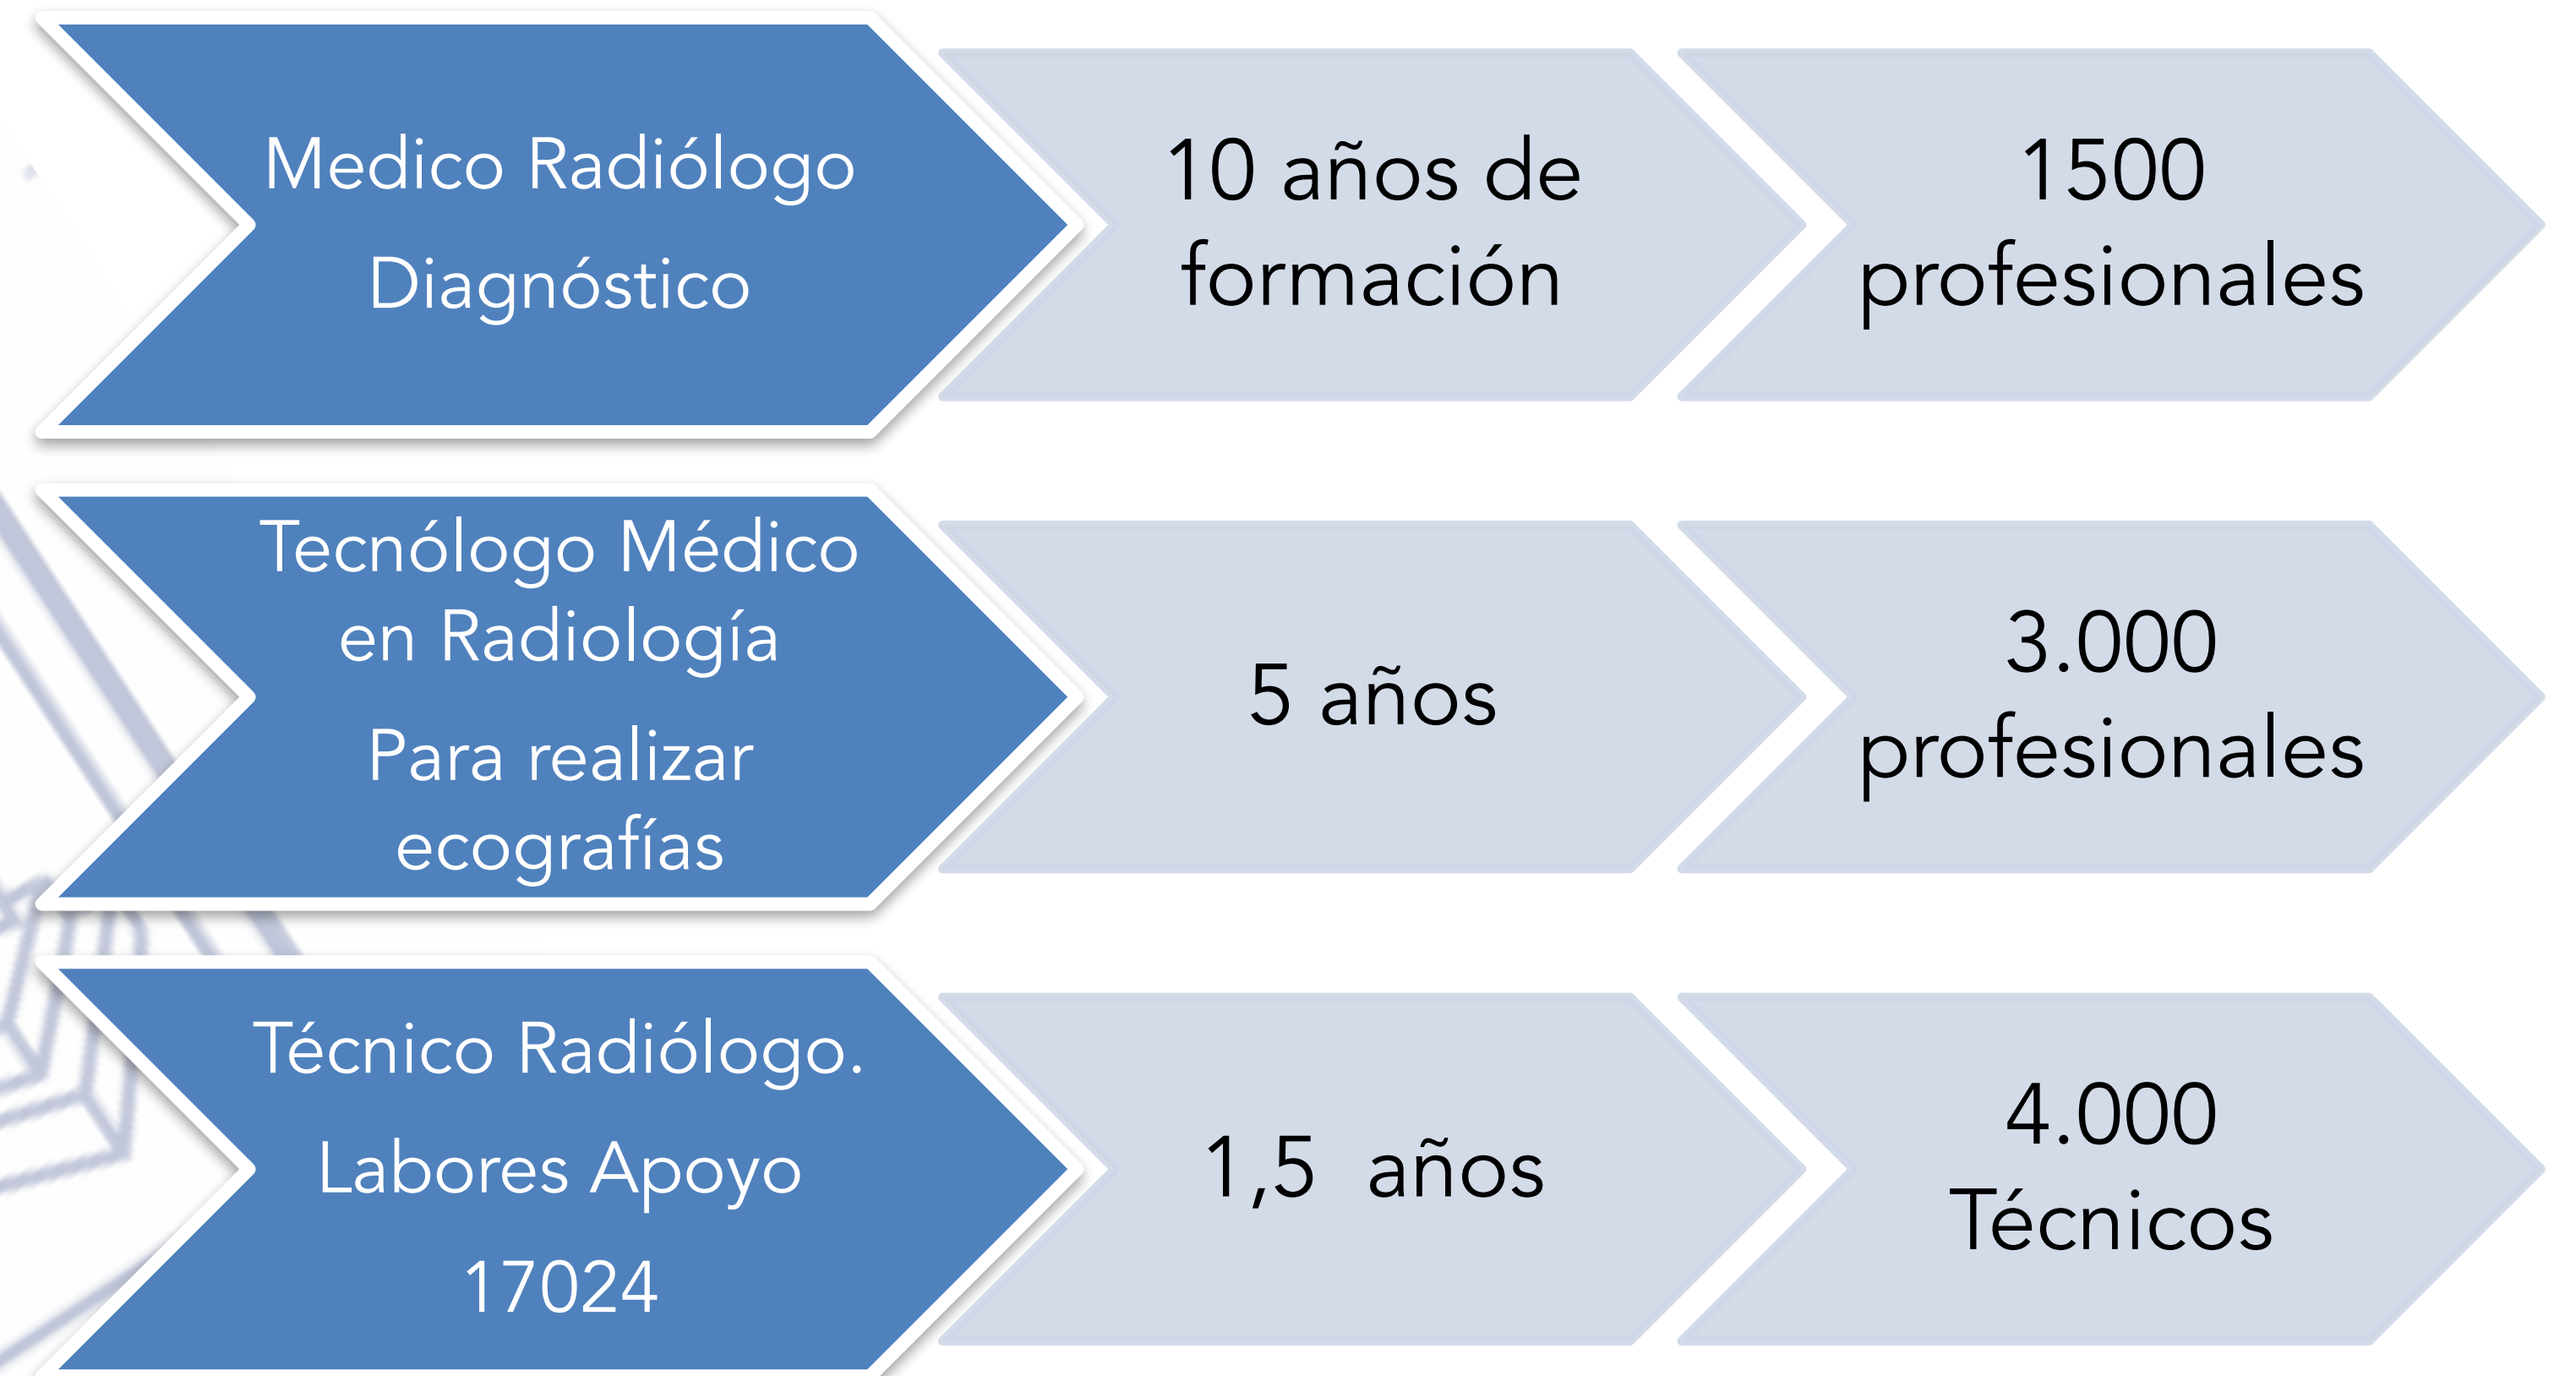 Medico Radiólogo
Diagnóstico
10 años de
formación
1500
profesionales
Tecnólogo Médico
en Radiología
Para realizar
ecografías
5 años
3.000
profesionales
Técnico Radiólogo.
Labores Apoyo
17024
1,5 años
4.000
Técnicos